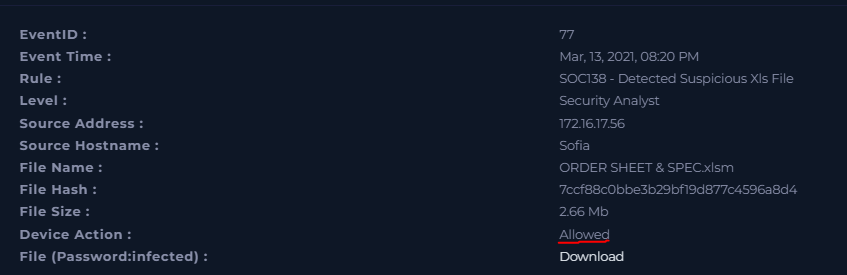 EventID : 77
Event Time : Mar, 13, 2021, 08:20 PM
Rule : SOC138 - Detected Suspicious Xls File
Level : Security Analyst
Source Address : 172.16.17.56
Source Hostname : Sofia
File Name : ORDER SHEET & SPEC.xlsm
File Hash : 7ccf88c0bbe3b29bf19d877c4596a8d4
File Size : 2.66 Mb
Device Action : Allowed
File (Password:infected) : Download